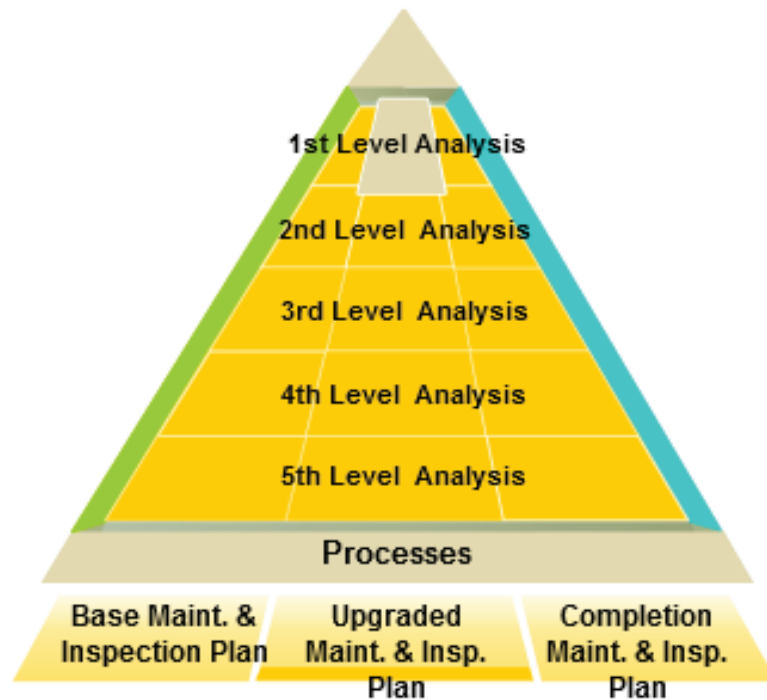 1st Level Analysis
2nd Level Analysis
3rd Level Analysis
4th Level Analysis
5th Level Analysis
Processes
Base Maint. &
Inspection Plan
Upgraded
Maint. & Insp.
Plan
Completion
Maint. & Insp.
Plan